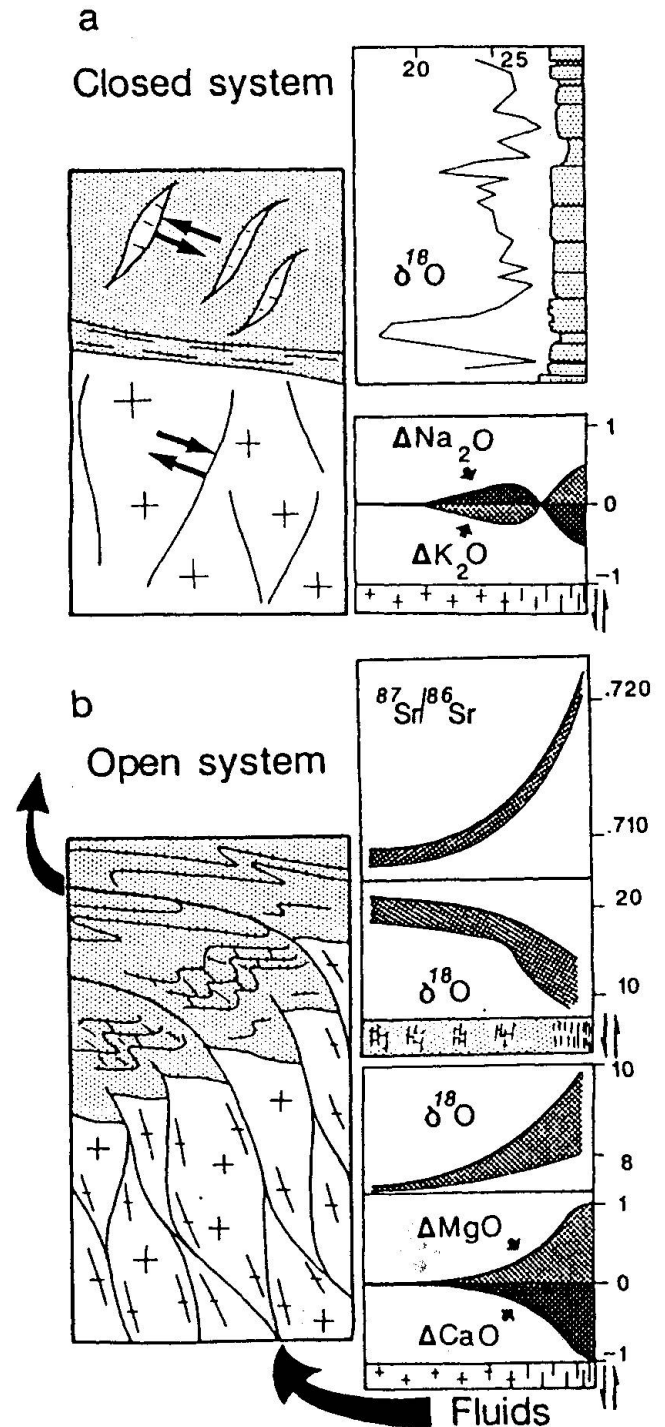 a
Closed system
20 25
δ¹⁸O
ΔNa₂O
ΔK₂O
1
0
-1
b
Open system
⁸⁷Sr/⁸⁶Sr
.720
.710
20
10
δ¹⁸O
10
8
δ¹⁸O
1
0
-1
ΔMgO
ΔCaO
Fluids